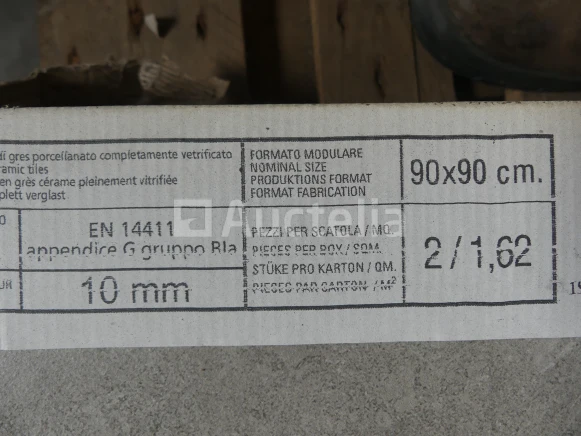 di gres porcellanato completamente vetrificato
ramic tiles
en grès cérame pleinement vitrifiée
plett verglast
FORMATO MODULARE
NOMINAL SIZE
PRODUKTIONS FORMAT
FORMAT FABRICATION
90x90 cm.
EN 14411
appendice G gruppo BIa
PEZZI PER SCATOLA / MQ.
PIECES PER BOX / SQM.
STÜKE PRO KARTON / QM.
PIECES PAR CARTON / M²
2 / 1,62
UR
10 mm
Auctelia